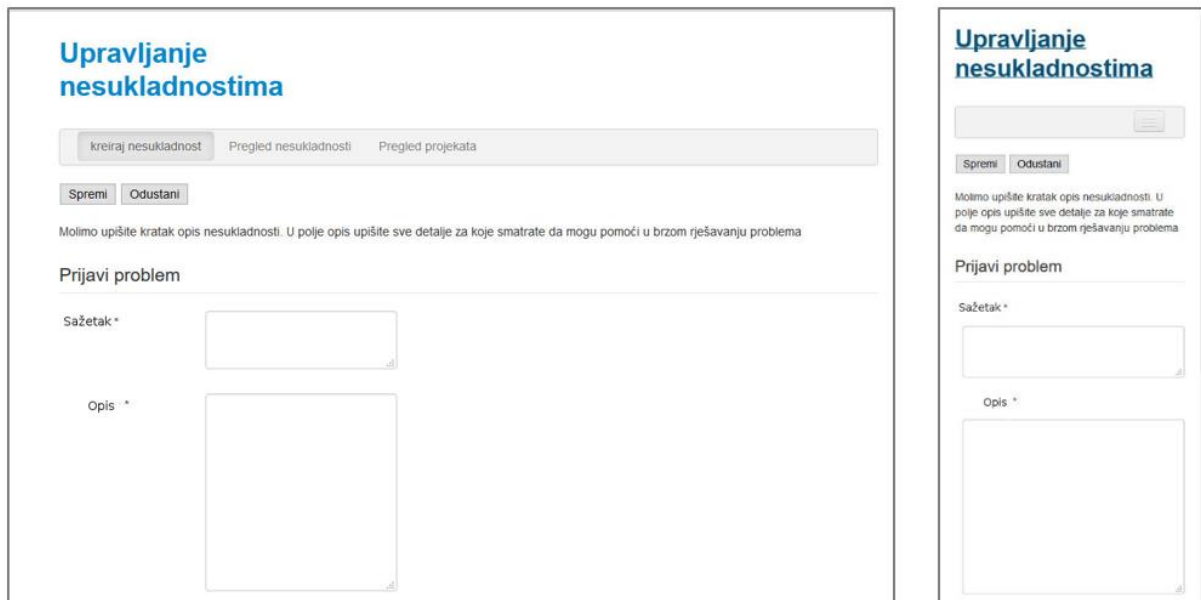 Upravljanje
nesukladnostima
kreiraj nesukladnost Pregled nesukladnosti Pregled projekata
Spremi Odustani
Molimo upišite kratak opis nesukladnosti. U polje opis upišite sve detalje za koje smatrate da mogu pomoći u brzom rješavanju problema
Prijavi problem
Sažetak *
Opis *
Upravljanje
nesukladnostima
Spremi Odustani
Molimo upišite kratak opis nesukladnosti. U
polje opis upišite sve detalje za koje smatrate
da mogu pomoći u brzom rješavanju problema
Prijavi problem
Sažetak *
Opis *